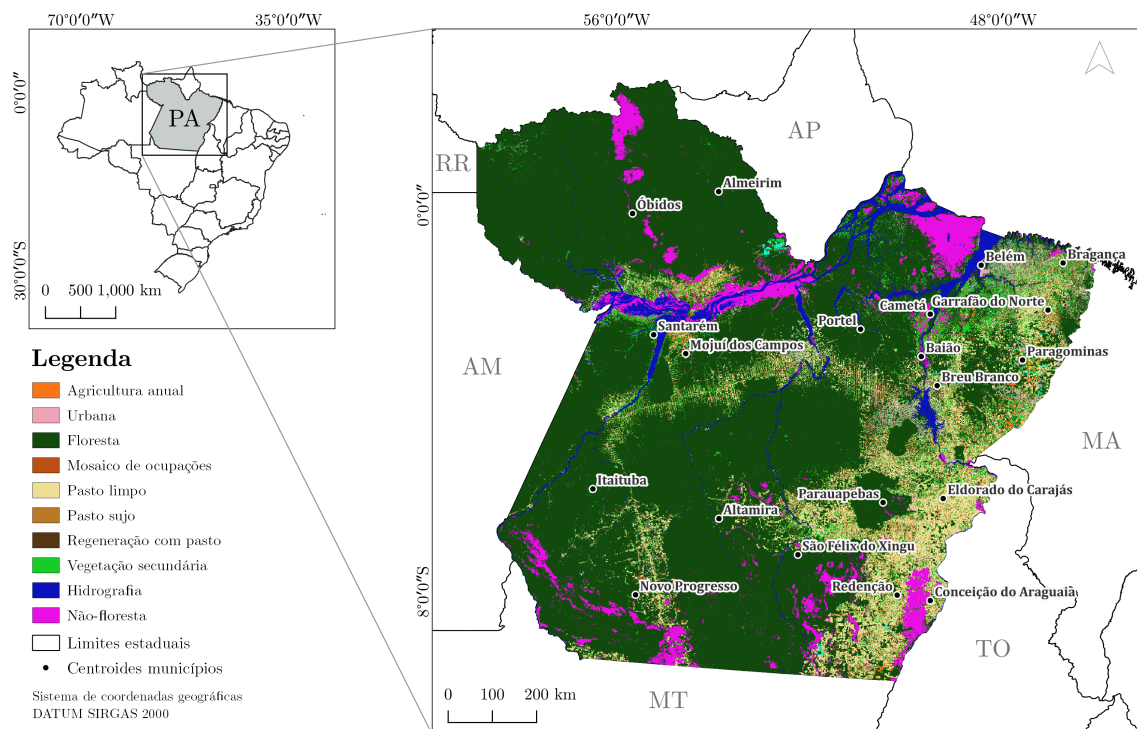 70°0'0"W
35°0'0"W
56°0'0"W
48°0'0"W
0°0'0"
30°0'0"S
PA
0 500 1,000 km
0°0'0"
8°0'0"S
RR
AP
AM
MA
TO
MT
Almeirim
Óbidos
Belém
Bragança
Cametá
Garrafão do Norte
Portel
Santarém
Mojuí dos Campos
Baião
Paragominas
Breu Branco
Itaituba
Parauapebas
Eldorado do Carajás
Altamira
São Félix do Xingu
Novo Progresso
Redenção
Conceição do Araguaia
0 100 200 km
Legenda
Agricultura anual
Urbana
Floresta
Mosaico de ocupações
Pasto limpo
Pasto sujo
Regeneração com pasto
Vegetação secundária
Hidrografia
Não-floresta
Limites estaduais
Centroides municípios
Sistema de coordenadas geográficas
DATUM SIRGAS 2000